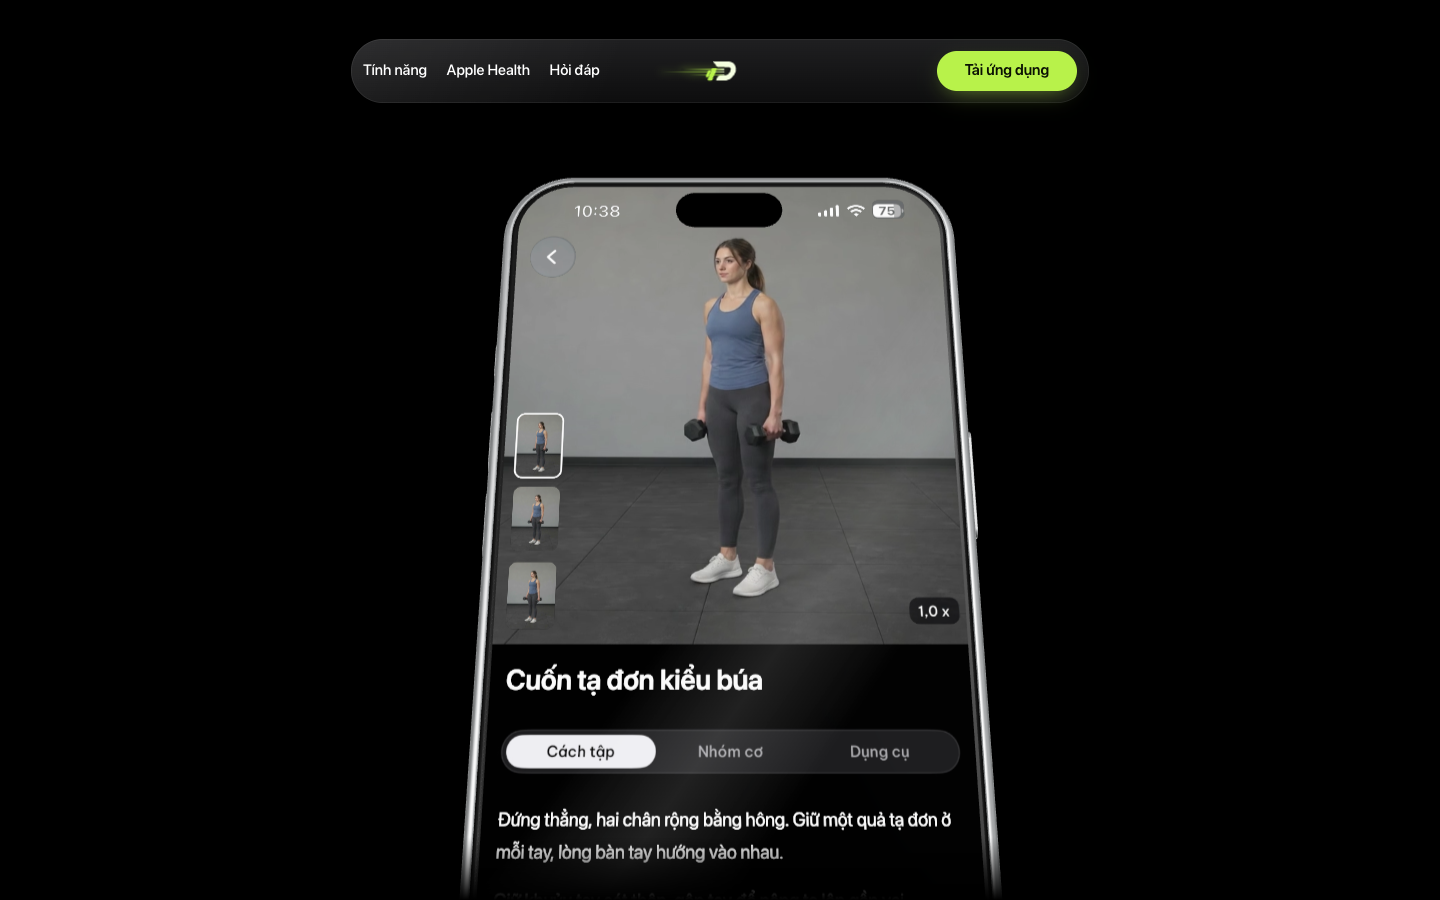 Tính năng
Apple Health
Hỏi đáp
Tải ứng dụng
10:38
75
1,0 x
Cuốn tạ đơn kiểu búa
Cách tập
Nhóm cơ
Dụng cụ
Đứng thẳng, hai chân rộng bằng hông. Giữ một quả tạ đơn ở
mỗi tay, lòng bàn tay hướng vào nhau.